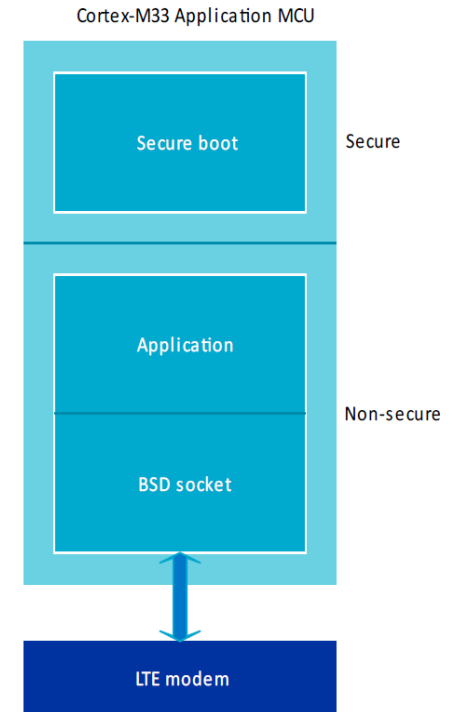 Cortex-M33 Application MCU
Secure boot
Secure
Application
Non-secure
BSD socket
LTE modem